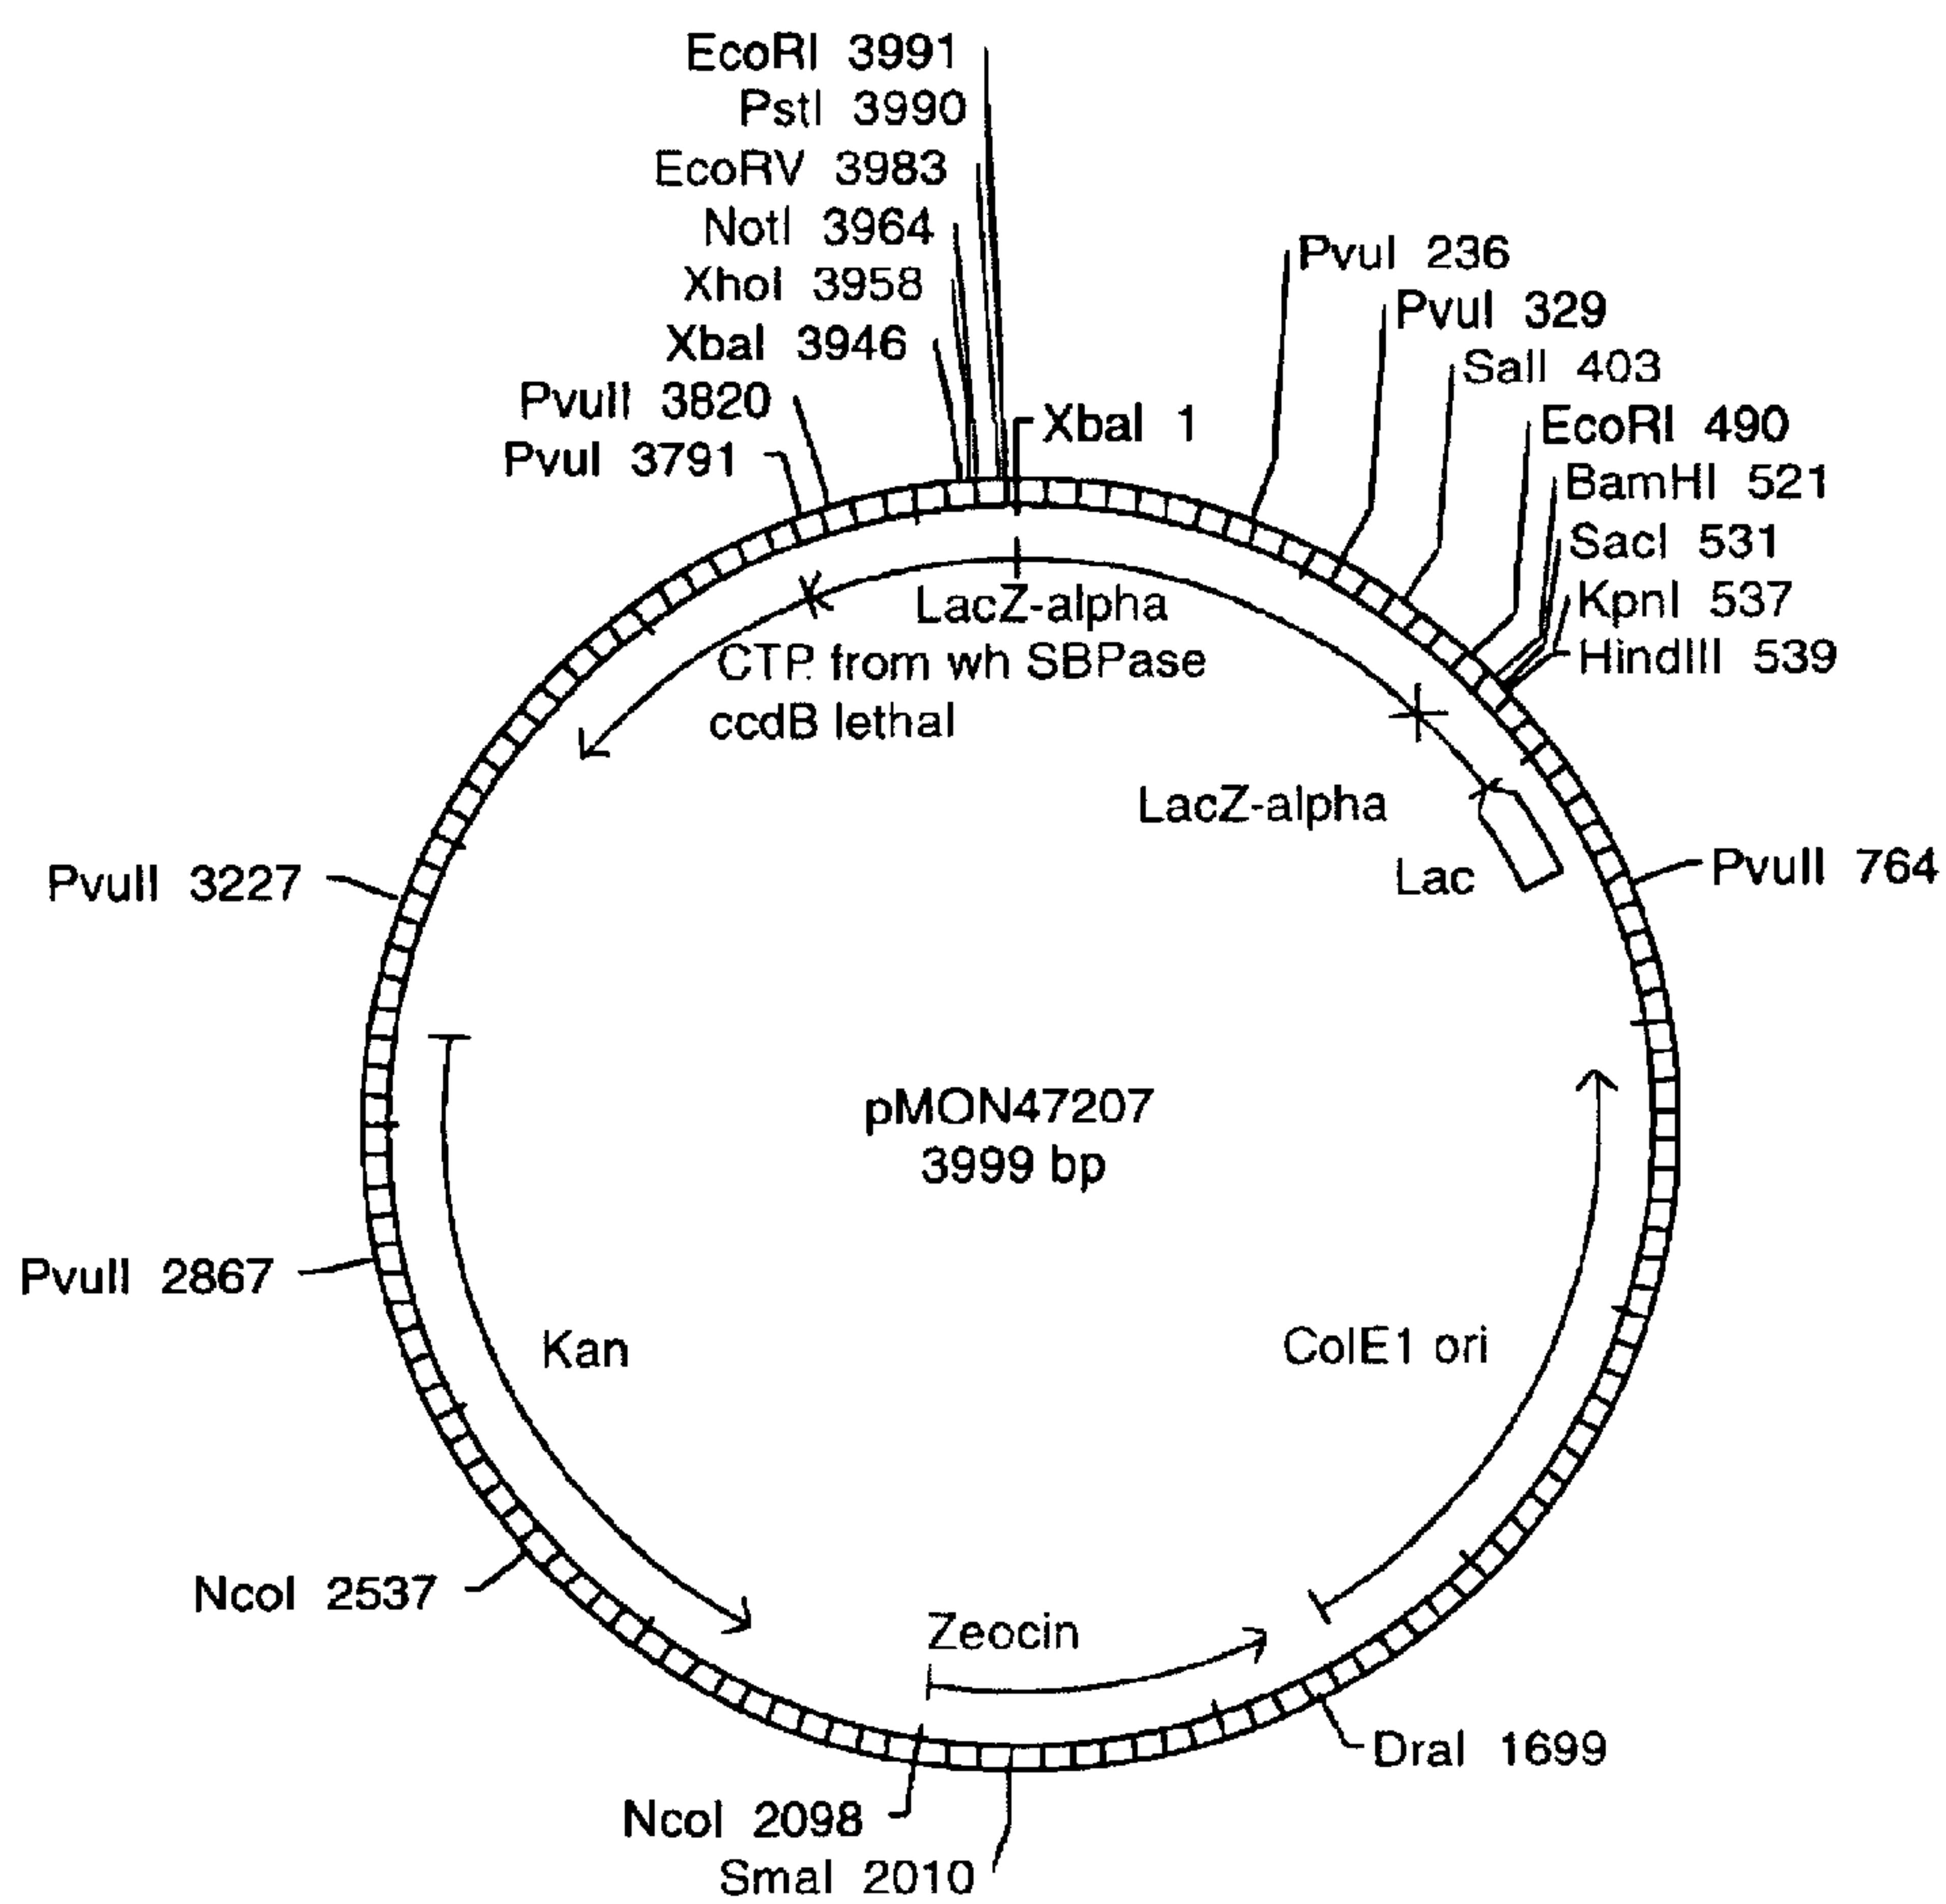 EcoRI 3991
PstI 3990
EcoRV 3983
NotI 3964
XhoI 3958
XbaI 3946
PvuII 3820
PvuI 3791
XbaI 1
PvuI 236
PvuI 329
SalI 403
EcoRI 490
BamHI 521
SacI 531
KpnI 537
HindIII 539
LacZ-alpha
CTP from wh SBPase
ccdB lethal
LacZ-alpha
Lac
PvuII 764
PvuII 3227
pMON47207
3999 bp
PvuII 2867
Kan
ColE1 ori
NcoI 2537
Zeocin
DraI 1699
NcoI 2098
SmaI 2010